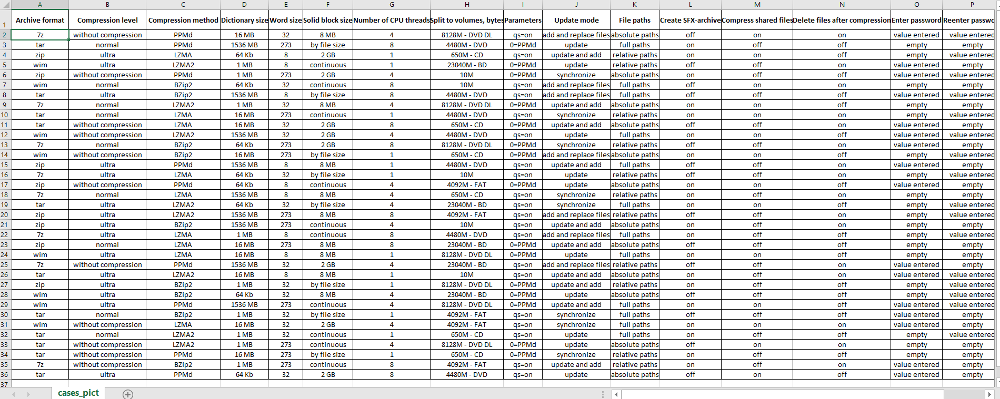 A B C D E F G H I J K L M N O P
1 Archive format Compression level Compression method Dictionary size Word size Solid block size Number of CPU threads Split to volumes, bytes Parameters Update mode File paths Create SFX-archive Compress shared files Delete files after compression Enter password Reenter passwo
2 7z without compression PPMd 16 MB 32 8 MB 4 8128M - DVD DL qs=on add and replace files absolute paths off on on value entered value entered
3 tar normal PPMd 1536 MB 273 by file size 8 4480M - DVD 0=PPMd update full paths on off off empty empty
4 zip ultra LZMA 64 Kb 8 2 GB 1 650M - CD qs=on update and add relative paths off on off empty value entered
5 wim ultra LZMA2 1 MB 8 continuous 1 23040M - BD 0=PPMd update relative paths off off on value entered empty
6 zip without compression PPMd 1 MB 273 2 GB 4 10M 0=PPMd synchronize absolute paths on off off value entered value entered
7 wim normal BZip2 64 Kb 32 continuous 8 10M qs=on add and replace files full paths off on on empty empty
8 tar ultra BZip2 1536 MB 8 by file size 8 4480M - DVD qs=on add and replace files full paths off off off value entered value entered
9 7z normal LZMA2 1 MB 32 8 MB 4 8128M - DVD DL 0=PPMd update and add absolute paths on off off empty empty
10 tar normal LZMA 16 MB 273 continuous 1 4480M - DVD qs=on synchronize relative paths off on on empty value entered
11 tar without compression LZMA 16 MB 32 2 GB 8 650M - CD 0=PPMd update and add absolute paths off off on value entered empty
12 wim without compression LZMA2 1536 MB 32 2 GB 4 4480M - DVD qs=on update full paths off on off value entered value entered
13 7z normal BZip2 64 Kb 273 2 GB 8 8128M - DVD DL 0=PPMd synchronize relative paths off on on value entered empty
14 wim without compression BZip2 16 MB 273 by file size 1 650M - CD 0=PPMd add and replace files absolute paths on on off empty value entered
15 zip ultra PPMd 1536 MB 8 8 MB 1 4480M - DVD qs=on update and add full paths on off off value entered empty
16 7z ultra LZMA 64 Kb 32 by file size 1 10M qs=on update relative paths on off on empty value entered
17 zip without compression PPMd 64 Kb 8 continuous 4 4092M - FAT 0=PPMd update absolute paths on on off value entered empty
18 7z normal LZMA 1536 MB 8 8 MB 4 650M - CD qs=on synchronize relative paths on off on empty empty
19 tar ultra LZMA2 64 Kb 32 by file size 4 23040M - BD qs=on synchronize full paths on on off empty value entered
20 zip ultra LZMA2 1536 MB 273 8 MB 8 4092M - FAT qs=on add and replace files relative paths off off on empty value entered
21 zip ultra BZip2 1536 MB 273 continuous 4 10M qs=on update and add absolute paths off off on empty empty
22 7z ultra LZMA 1 MB 8 continuous 8 4480M - DVD qs=on add and replace files full paths on off on empty value entered
23 zip normal LZMA 16 MB 273 8 MB 8 23040M - BD 0=PPMd update and add absolute paths on on off empty empty
24 wim ultra LZMA 16 MB 8 8 MB 1 8128M - DVD DL 0=PPMd update full paths off off on empty empty
25 7z without compression PPMd 1536 MB 32 2 GB 4 23040M - BD qs=on add and replace files relative paths off off on value entered empty
26 tar ultra LZMA2 16 MB 8 8 MB 1 10M qs=on update and add absolute paths on off off value entered value entered
27 zip ultra BZip2 1 MB 32 by file size 1 8128M - DVD DL 0=PPMd update and add relative paths off off on empty value entered
28 wim ultra BZip2 64 Kb 32 8 MB 4 23040M - BD 0=PPMd update absolute paths off on off empty empty
29 wim ultra PPMd 1536 MB 273 continuous 4 8128M - DVD DL 0=PPMd update and add full paths on on off value entered value entered
30 tar normal BZip2 1 MB 32 by file size 1 4092M - FAT qs=on synchronize full paths off off off value entered empty
31 wim without compression LZMA 16 MB 32 2 GB 4 4092M - FAT qs=on synchronize full paths on on off value entered empty
32 tar normal LZMA2 1 MB 32 continuous 1 650M - CD qs=on update full paths on off off empty value entered
33 tar without compression LZMA2 1 MB 273 continuous 4 8128M - DVD DL 0=PPMd update absolute paths off on on empty empty
34 tar without compression PPMd 16 MB 273 by file size 1 650M - CD 0=PPMd synchronize relative paths on off off empty empty
35 7z without compression BZip2 1 MB 273 continuous 8 4092M - FAT qs=on update and add relative paths on off on value entered empty
36 tar ultra PPMd 64 Kb 32 2 GB 8 4480M - DVD qs=on update absolute paths off on off value entered empty
37
cases_pict